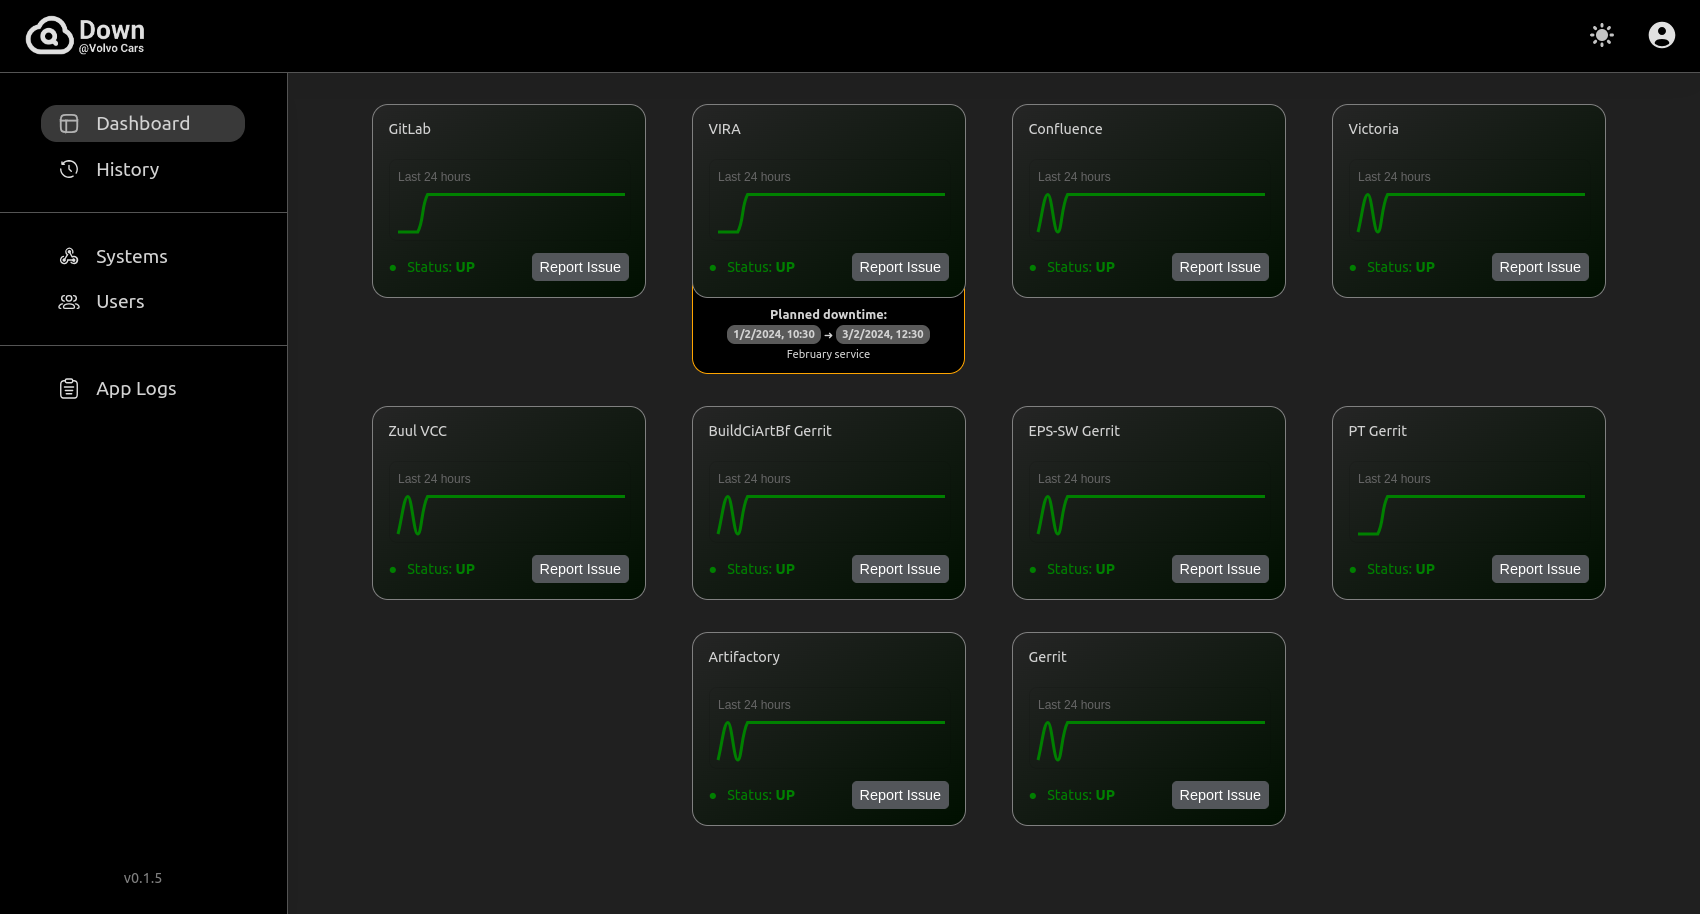 Down
@Volvo Cars
Dashboard
History
Systems
Users
App Logs
v0.1.5
GitLab
Last 24 hours
Status: UP
Report Issue
VIRA
Last 24 hours
Status: UP
Report Issue
Planned downtime:
1/2/2024, 10:30 → 3/2/2024, 12:30
February service
Confluence
Last 24 hours
Status: UP
Report Issue
Victoria
Last 24 hours
Status: UP
Report Issue
Zuul VCC
Last 24 hours
Status: UP
Report Issue
BuildCiArtBf Gerrit
Last 24 hours
Status: UP
Report Issue
EPS-SW Gerrit
Last 24 hours
Status: UP
Report Issue
PT Gerrit
Last 24 hours
Status: UP
Report Issue
Artifactory
Last 24 hours
Status: UP
Report Issue
Gerrit
Last 24 hours
Status: UP
Report Issue